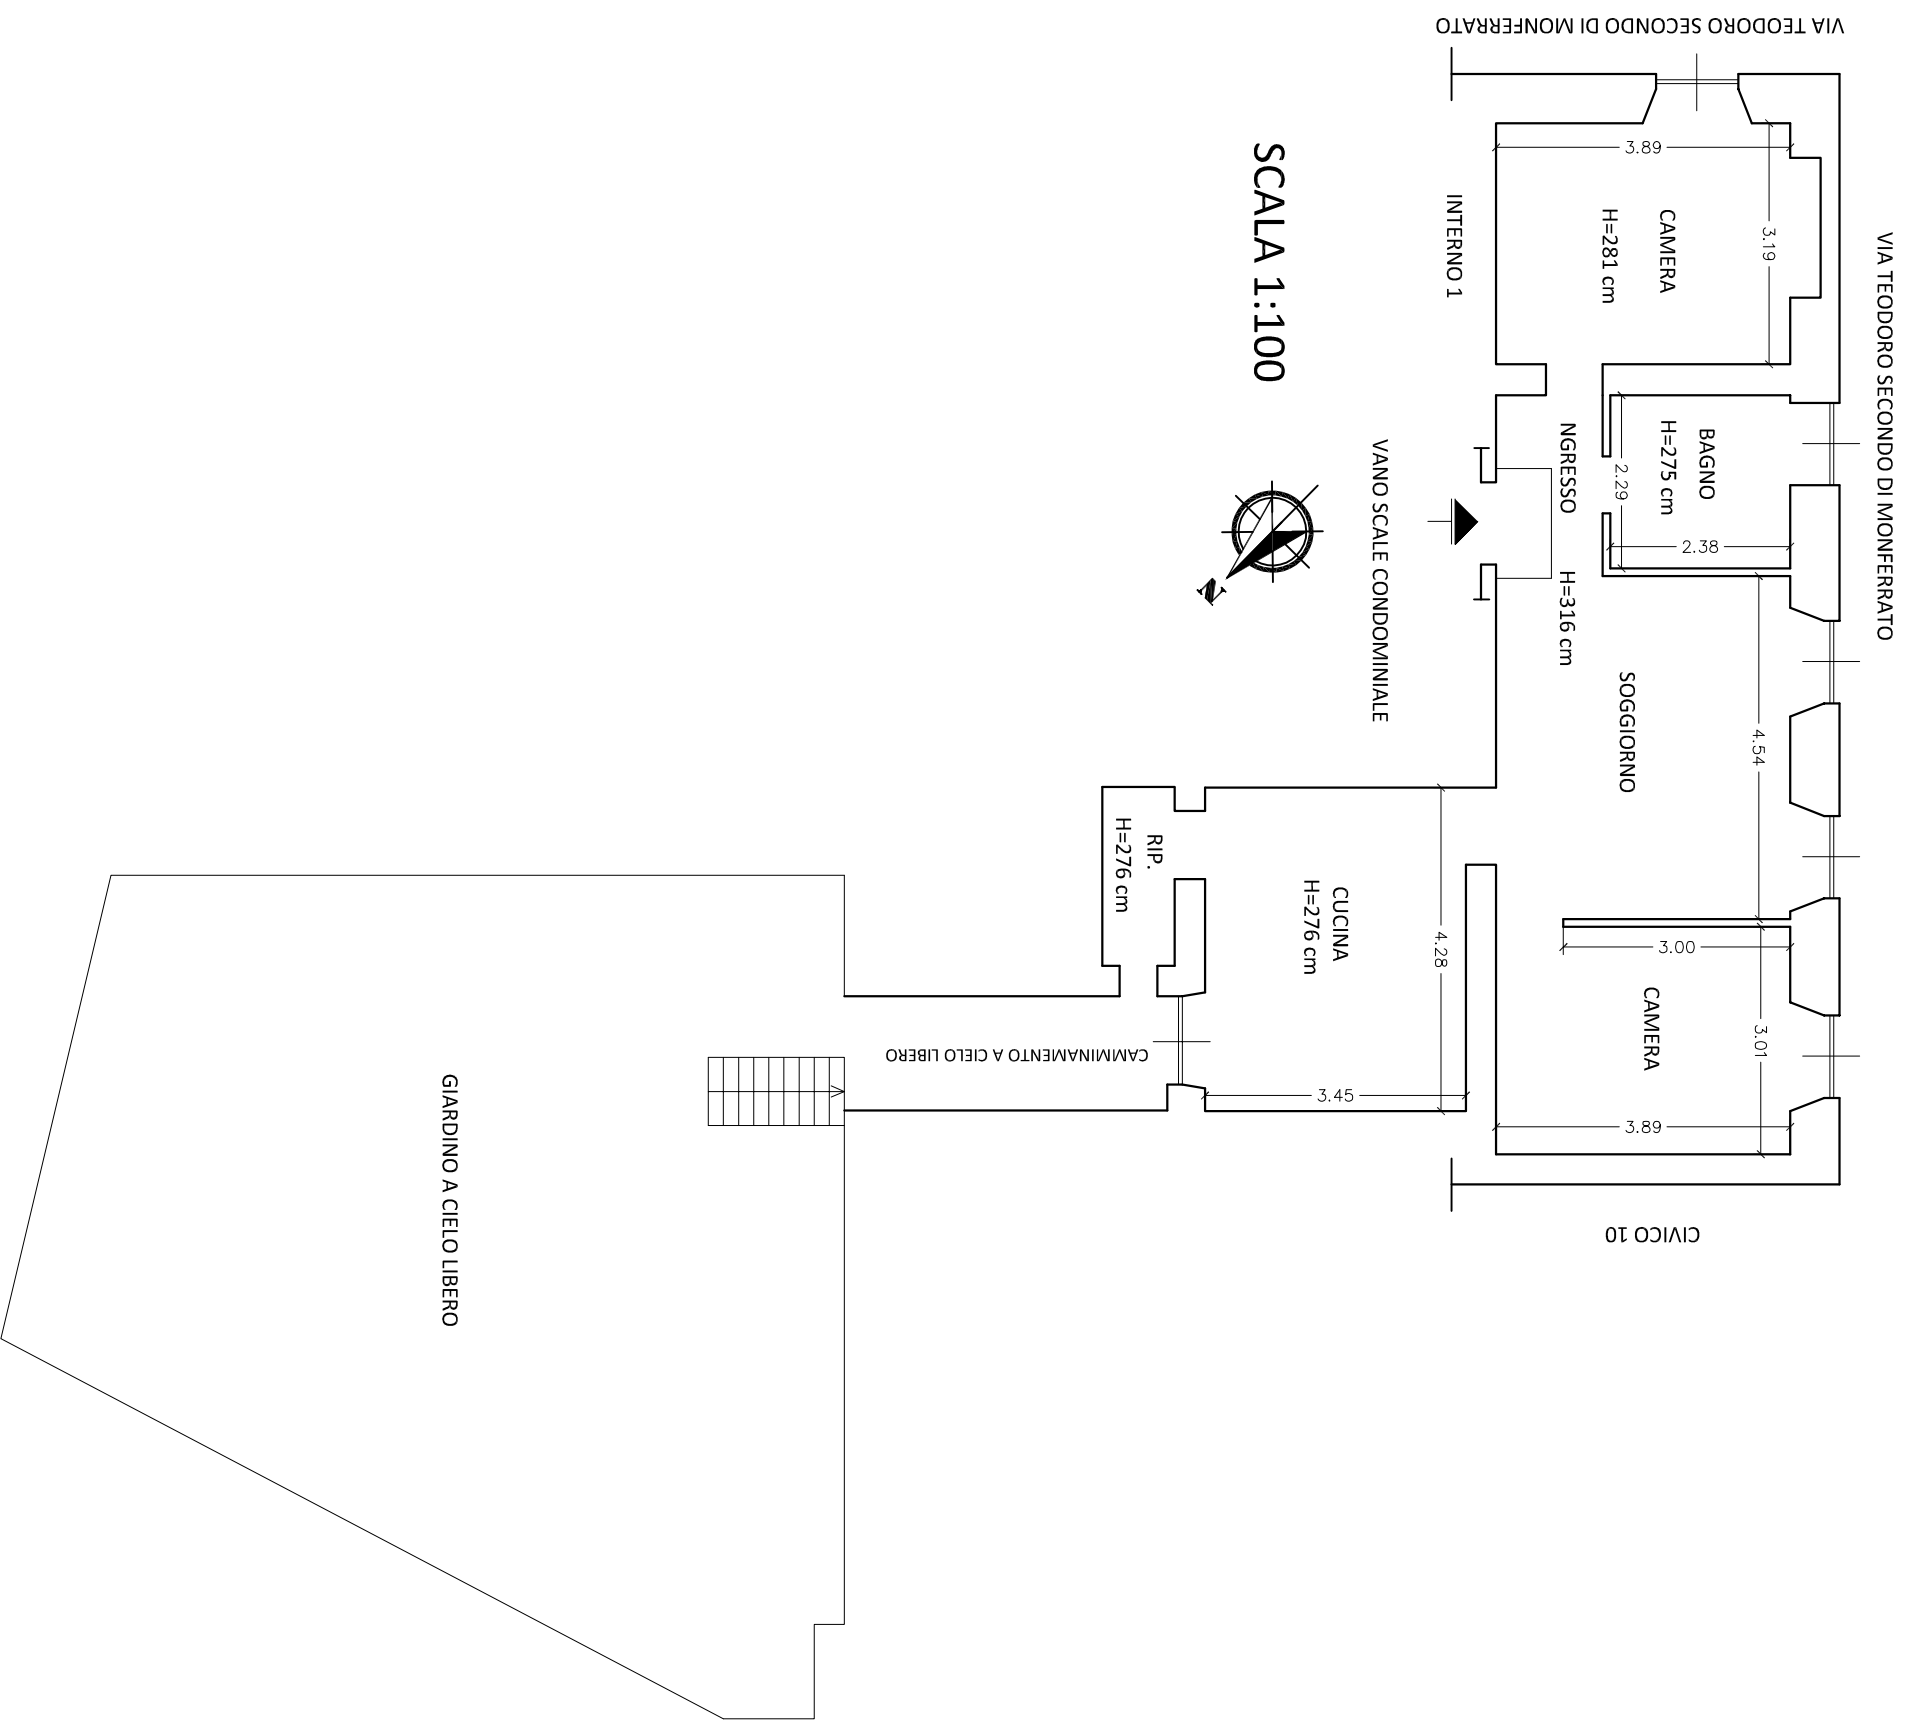 VIA TEODORO SECONDO DI MONFERRATO
VIA TEODORO SECONDO DI MONFERRATO
3.89
3.19
CAMERA
H=281 cm
INTERNO 1
SCALA 1:100
BAGNO
H=275 cm
2.29
2.38
NGRESSO
H=316 cm
VANO SCALE CONDOMINIALE
N
SOGGIORNO
4.54
3.00
CAMERA
3.01
3.89
CIVICO 10
RIP.
H=276 cm
CUCINA
H=276 cm
4.28
3.45
CAMMINAMENTO A CIELO LIBERO
GIARDINO A CIELO LIBERO